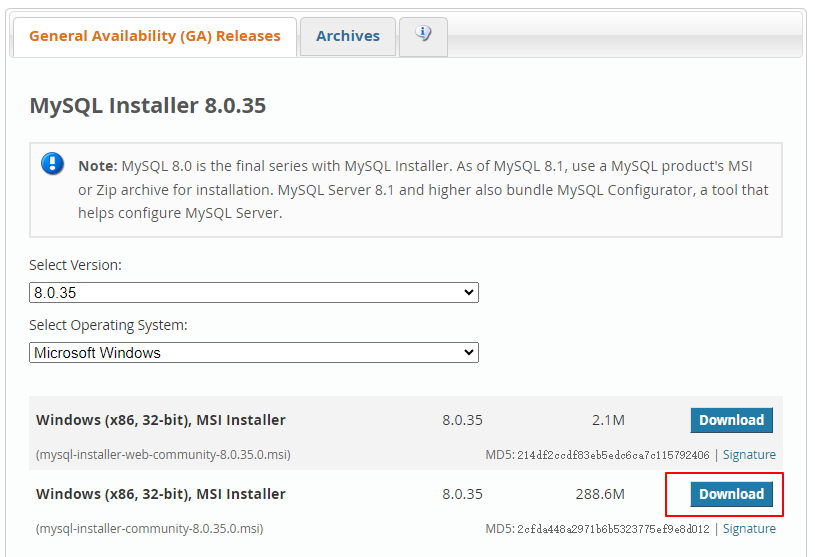 General Availability (GA) Releases
Archives
MySQL Installer 8.0.35
Note: MySQL 8.0 is the final series with MySQL Installer. As of MySQL 8.1, use a MySQL product's MSI
or Zip archive for installation. MySQL Server 8.1 and higher also bundle MySQL Configurator, a tool that
helps configure MySQL Server.
Select Version:
8.0.35
Select Operating System:
Microsoft Windows
Windows (x86, 32-bit), MSI Installer 8.0.35 2.1M Download
(mysql-installer-web-community-8.0.35.0.msi) MD5: 214df2ccdf83eb5edc6ca7c115792406 | Signature
Windows (x86, 32-bit), MSI Installer 8.0.35 288.6M Download
(mysql-installer-community-8.0.35.0.msi) MD5: 2cfda448a2971b6b5323775ef9e8d012 | Signature